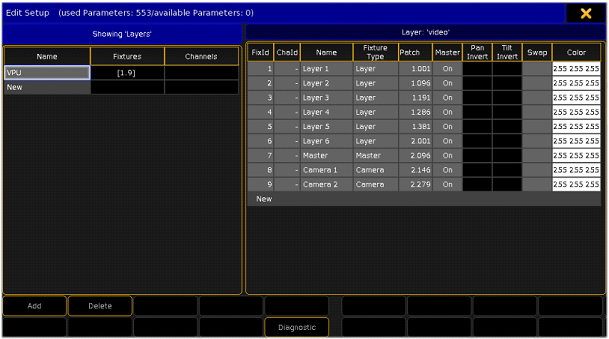 Edit Setup (used Parameters: 553/available Parameters: 0)
Showing 'Layers'
Name Fixtures Channels
VPU [1.9]
New
Layer: 'video'
FixId ChaId Name Fixture Type Patch Master Pan Invert Tilt Invert Swap Color
1 - Layer 1 Layer 1.001 On 255 255 255
2 - Layer 2 Layer 1.096 On 255 255 255
3 - Layer 3 Layer 1.191 On 255 255 255
4 - Layer 4 Layer 1.286 On 255 255 255
5 - Layer 5 Layer 1.381 On 255 255 255
6 - Layer 6 Layer 2.001 On 255 255 255
7 - Master Master 2.096 On 255 255 255
8 - Camera 1 Camera 2.146 On 255 255 255
9 - Camera 2 Camera 2.279 On 255 255 255
New
Add Delete
Diagnostic